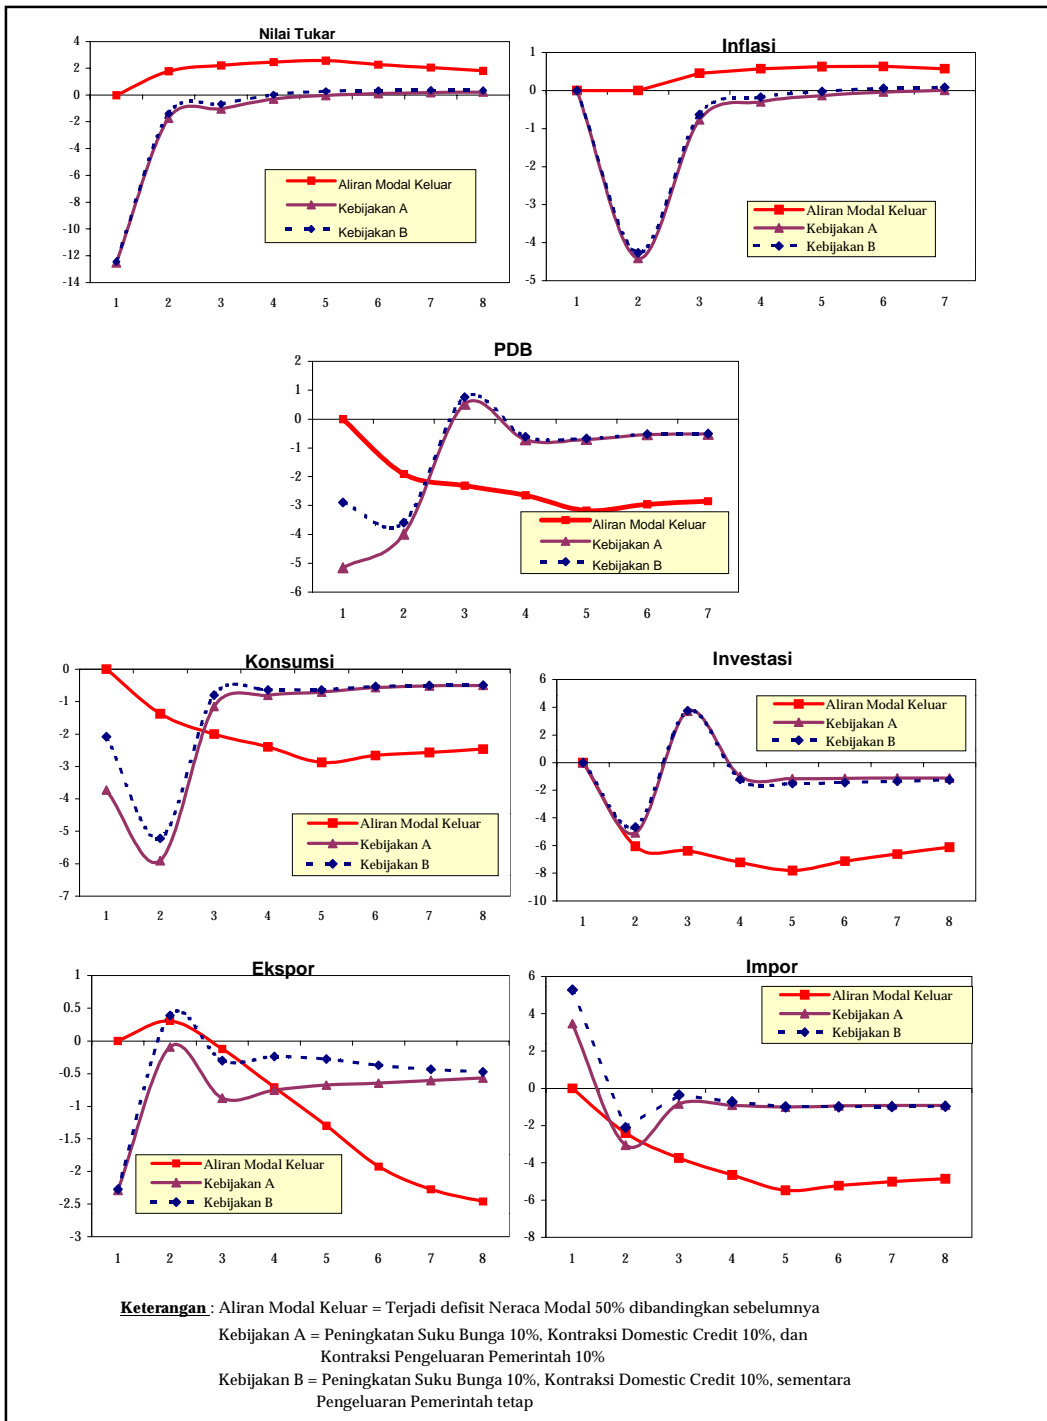 Nilai Tukar
4
2
0
-2
-4
-6
-8
-10
-12
-14
1 2 3 4 5 6 7 8
Aliran Modal Keluar
Kebijakan A
Kebijakan B
Inflasi
1
0
-1
-2
-3
-4
-5
1 2 3 4 5 6 7
Aliran Modal Keluar
Kebijakan A
Kebijakan B
PDB
2
1
0
-1
-2
-3
-4
-5
-6
1 2 3 4 5 6 7
Aliran Modal Keluar
Kebijakan A
Kebijakan B
Konsumsi
0
-1
-2
-3
-4
-5
-6
-7
1 2 3 4 5 6 7 8
Aliran Modal Keluar
Kebijakan A
Kebijakan B
Investasi
6
4
2
0
-2
-4
-6
-8
-10
1 2 3 4 5 6 7 8
Aliran Modal Keluar
Kebijakan A
Kebijakan B
Ekspor
1
0.5
0
-0.5
-1
-1.5
-2
-2.5
-3
1 2 3 4 5 6 7 8
Aliran Modal Keluar
Kebijakan A
Kebijakan B
Impor
6
4
2
0
-2
-4
-6
-8
1 2 3 4 5 6 7 8
Aliran Modal Keluar
Kebijakan A
Kebijakan B
Keterangan : Aliran Modal Keluar = Terjadi defisit Neraca Modal 50% dibandingkan sebelumnya
Kebijakan A = Peningkatan Suku Bunga 10%, Kontraksi Domestic Credit 10%, dan
Kontraksi Pengeluaran Pemerintah 10%
Kebijakan B = Peningkatan Suku Bunga 10%, Kontraksi Domestic Credit 10%, sementara
Pengeluaran Pemerintah tetap